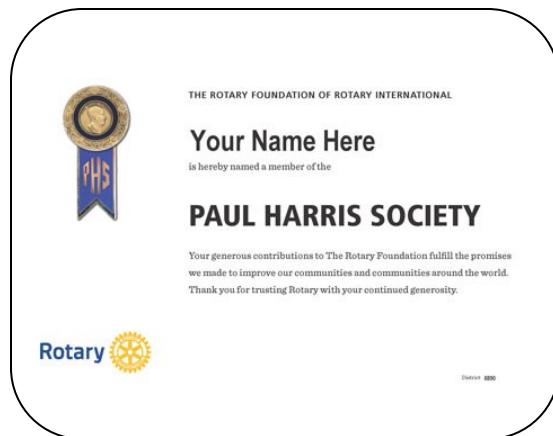 THE ROTARY FOUNDATION OF ROTARY INTERNATIONAL
Your Name Here
is hereby named a member of the
PHS
PAUL HARRIS SOCIETY
Your generous contributions to The Rotary Foundation fulfill the promises
we made to improve our communities and communities around the world.
Thank you for trusting Rotary with your continued generosity.
Rotary
District